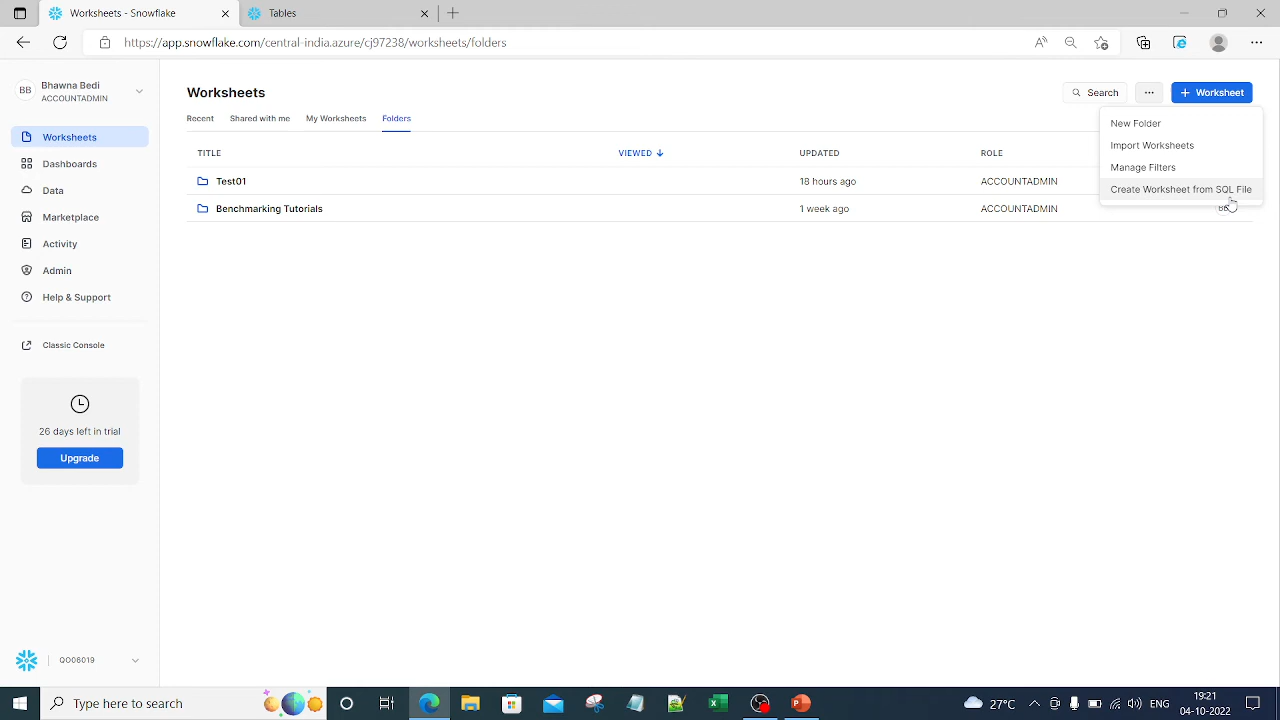 Worksheets - Snowflake
Tables
https://app.snowflake.com/central-india.azure/cj97238/worksheets/folders
BB
Bhawna Bedi
ACCOUNTADMIN
Worksheets
Dashboards
Data
Marketplace
Activity
Admin
Help & Support
Classic Console
26 days left in trial
Upgrade
QO06019
Worksheets
Search
+ Worksheet
Recent
Shared with me
My Worksheets
Folders
TITLE
VIEWED ↓
UPDATED
ROLE
Test01
18 hours ago
ACCOUNTADMIN
Benchmarking Tutorials
1 week ago
ACCOUNTADMIN
New Folder
Import Worksheets
Manage Filters
Create Worksheet from SQL File
Type here to search
27°C
ENG
19:21
04-10-2022